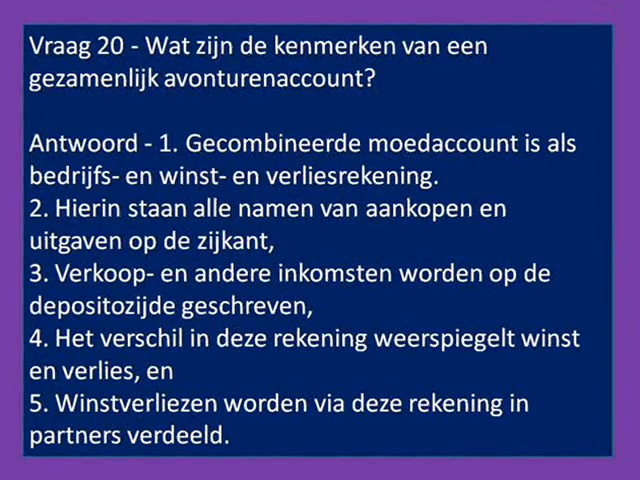 Vraag 20 - Wat zijn de kenmerken van een
gezamenlijk avonturenaccount?
Antwoord - 1. Gecombineerde moedaccount is als
bedrijfs- en winst- en verliesrekening.
2. Hierin staan alle namen van aankopen en
uitgaven op de zijkant,
3. Verkoop- en andere inkomsten worden op de
depositozijde geschreven,
4. Het verschil in deze rekening weerspiegelt winst
en verlies, en
5. Winstverliezen worden via deze rekening in
partners verdeeld.